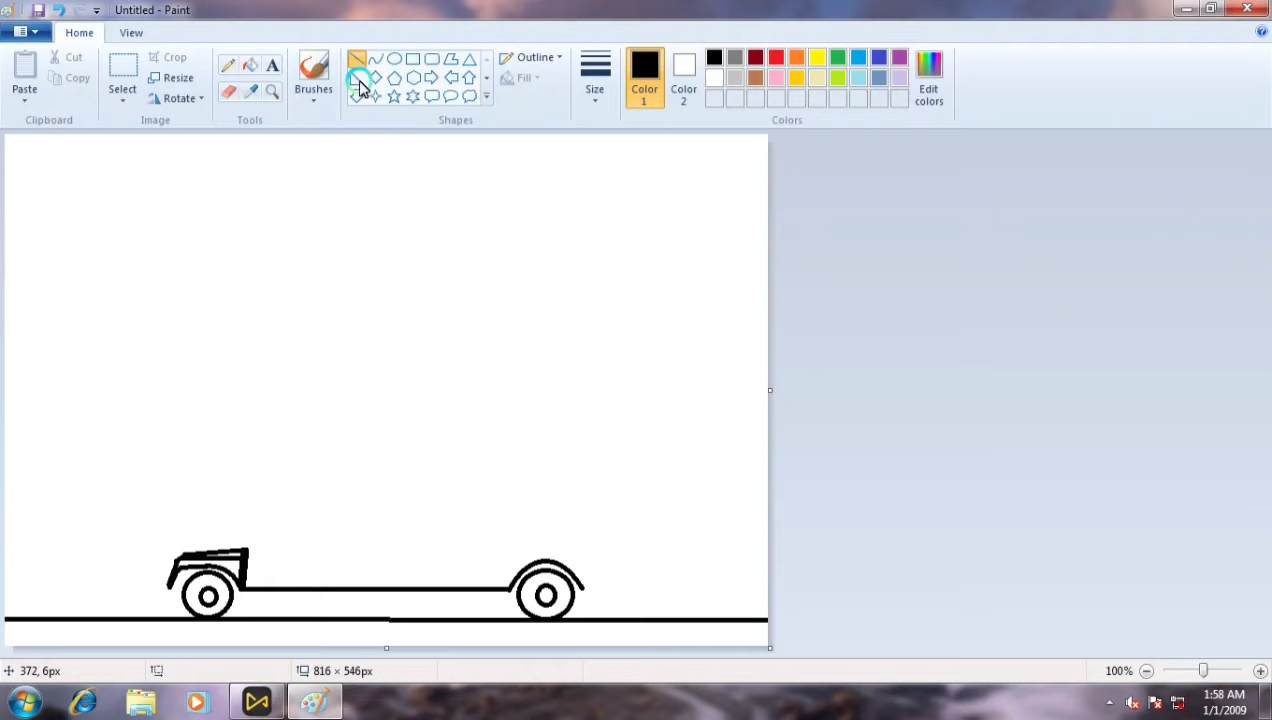 Untitled - Paint
Home
View
Paste
Cut
Copy
Clipboard
Select
Crop
Resize
Rotate
Image
A
Tools
Brushes
Outline
Fill
Shapes
Size
Color
1
Color
2
Edit
colors
Colors
372, 6px
816 × 546px
100%
1:58 AM
1/1/2009